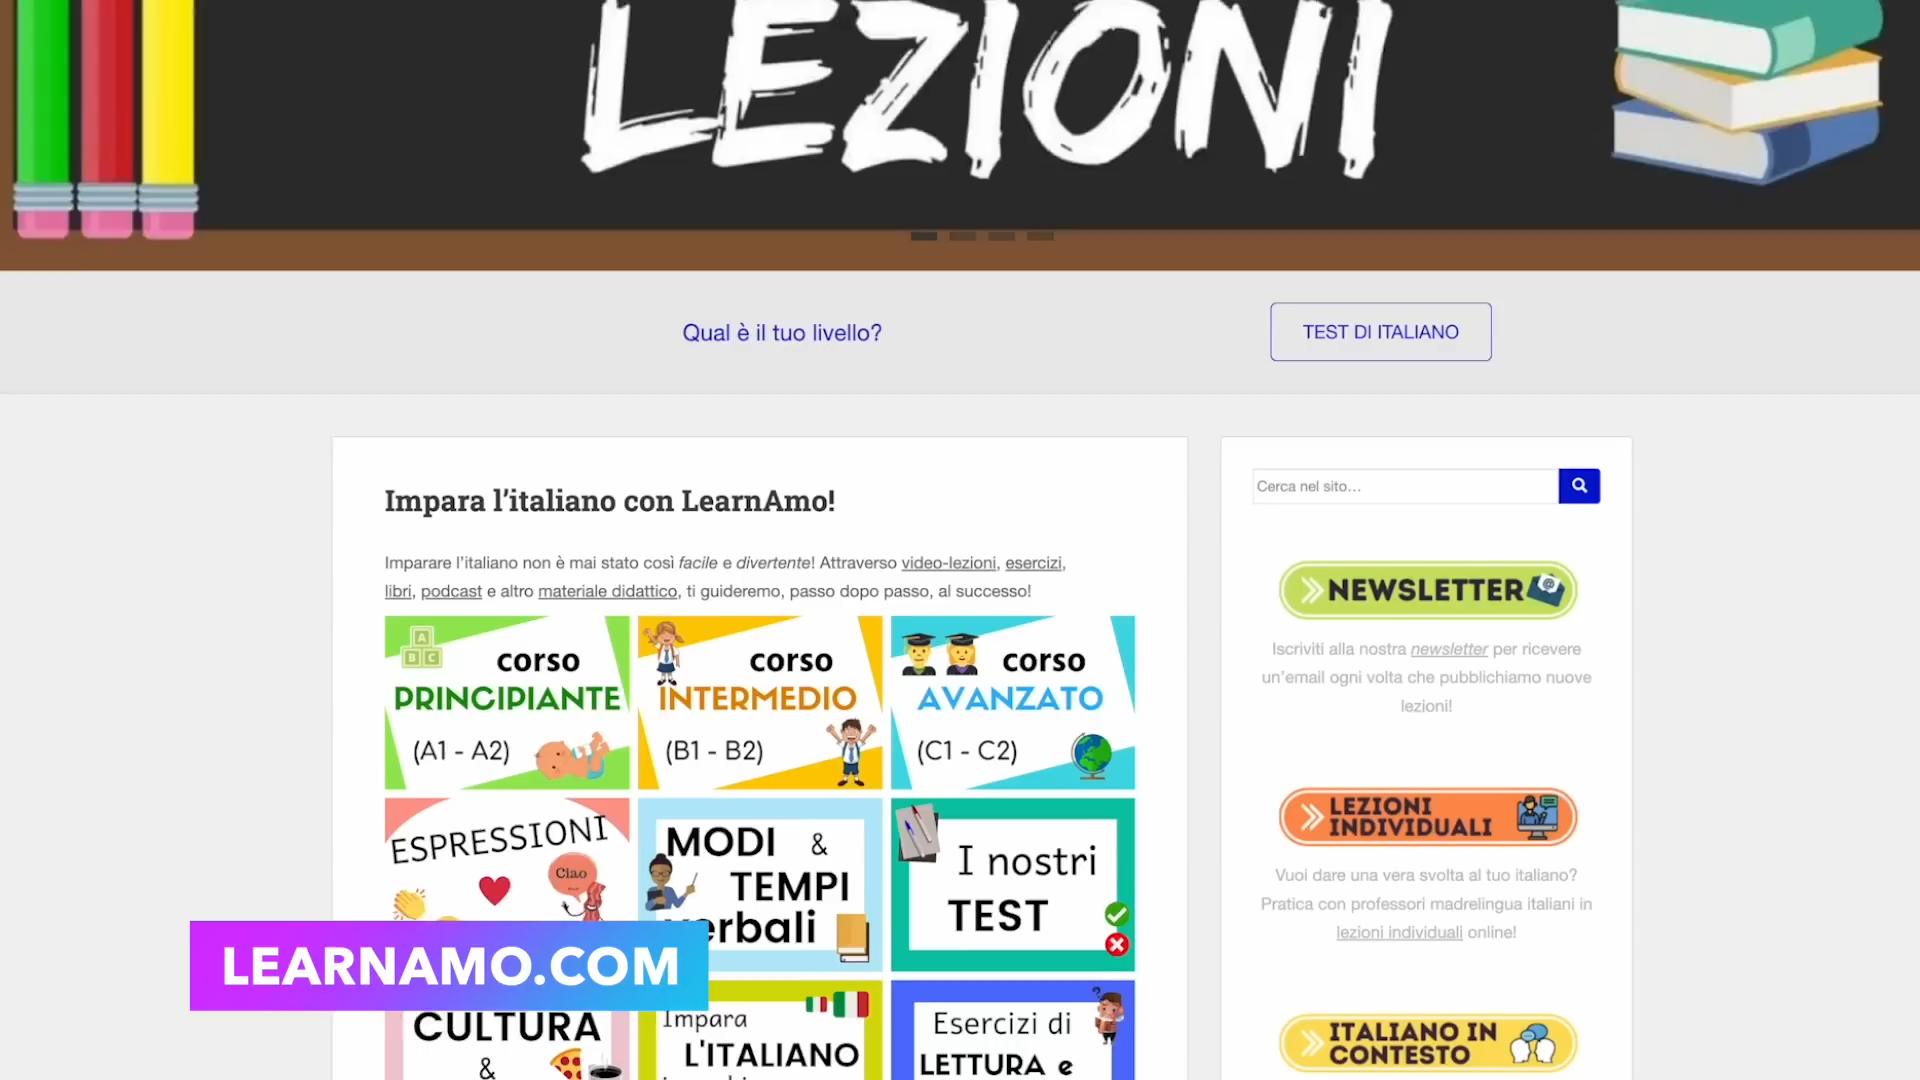 LEZIONI
Qual è il tuo livello?
TEST DI ITALIANO
Impara l’italiano con LearnAmo!
Imparare l’italiano non è mai stato così facile e divertente! Attraverso video-lezioni, esercizi,
libri, podcast e altro materiale didattico, ti guideremo, passo dopo passo, al successo!
A
B C
corso
PRINCIPIANTE
(A1 - A2)
corso
INTERMEDIO
(B1 - B2)
corso
AVANZATO
(C1 - C2)
ESPRESSIONI
Ciao
MODI &
TEMPI
verbali
I nostri
TEST
LEARNAMO.COM
CULTURA
&
Impara
L'ITALIANO
Esercizi di
LETTURA e
Cerca nel sito...
NEWSLETTER
Iscriviti alla nostra newsletter per ricevere
un’email ogni volta che pubblichiamo nuove
lezioni!
LEZIONI
INDIVIDUALI
Vuoi dare una vera svolta al tuo italiano?
Pratica con professori madrelingua italiani in
lezioni individuali online!
ITALIANO IN
CONTESTO